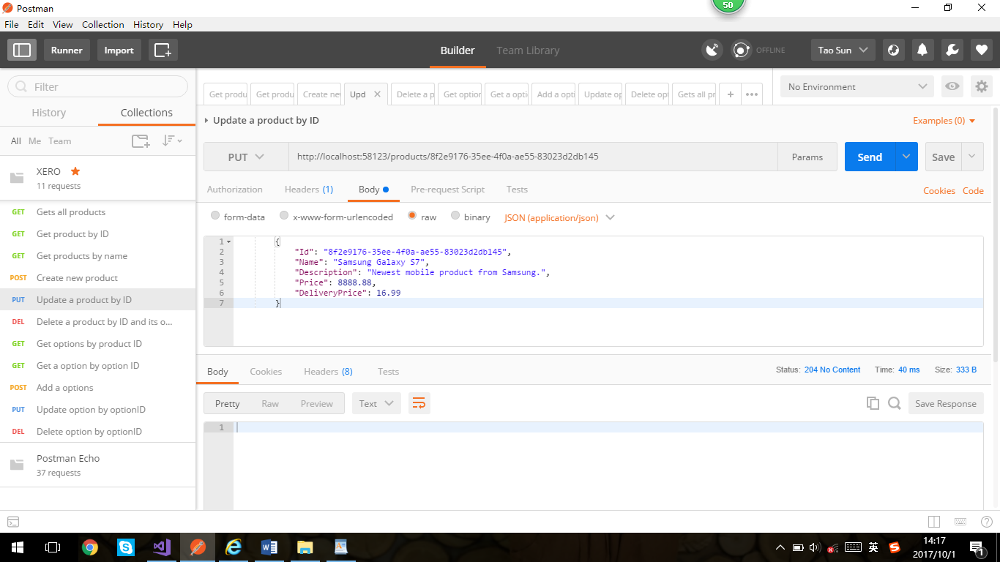 Postman
50
File Edit View Collection History Help
Runner Import Builder Team Library OFFLINE Tao Sun
Filter
History Collections
All Me Team
XERO
11 requests
GET Gets all products
GET Get product by ID
GET Get products by name
POST Create new product
PUT Update a product by ID
DEL Delete a product by ID and its o...
GET Get options by product ID
GET Get a option by option ID
POST Add a options
PUT Update option by optionID
DEL Delete option by optionID
Postman Echo
37 requests
Get produ Get produ Create nev Upd Delete a p Get option Get a opti Add a opti Update op Delete opt Gets all pr + •••
No Environment
Update a product by ID
Examples (0)
PUT http://localhost:58123/products/8f2e9176-35ee-4f0a-ae55-83023d2db145 Params Send Save
Authorization Headers (1) Body Pre-request Script Tests Cookies Code
form-data x-www-form-urlencoded raw binary JSON (application/json)
1 {
2 "Id": "8f2e9176-35ee-4f0a-ae55-83023d2db145",
3 "Name": "Samsung Galaxy S7",
4 "Description": "Newest mobile product from Samsung.",
5 "Price": 8888.88,
6 "DeliveryPrice": 16.99
7 }
Body Cookies Headers (8) Tests Status: 204 No Content Time: 40 ms Size: 333 B
Pretty Raw Preview Text Save Response
1
英 14:17
2017/10/1
1